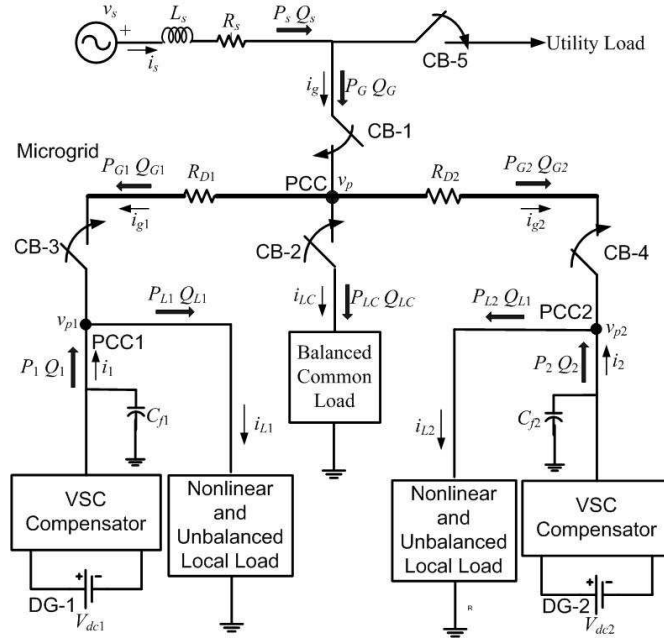 v_s
+
L_s
R_s
P_s Q_s
i_s
CB-5
Utility Load
i_g
P_G Q_G
CB-1
Microgrid
P_G1 Q_G1
R_D1
PCC
v_p
R_D2
P_G2 Q_G2
i_g1
i_g2
CB-3
CB-2
CB-4
P_L1 Q_L1
i_LC
P_LC Q_LC
P_L2 Q_L1
PCC2
v_p1
PCC1
v_p2
P_1 Q_1
i_1
Balanced
Common
Load
P_2 Q_2
i_2
C_f1
i_L1
i_L2
C_f2
VSC
Compensator
Nonlinear
and
Unbalanced
Local Load
Nonlinear
and
Unbalanced
Local Load
VSC
Compensator
+ -
DG-1
V_dc1
R
+ -
DG-2
V_dc2